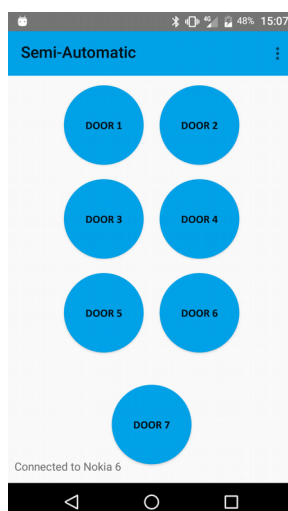 4G 48% 15:07
Semi-Automatic
DOOR 1 DOOR 2
DOOR 3 DOOR 4
DOOR 5 DOOR 6
DOOR 7
Connected to Nokia 6